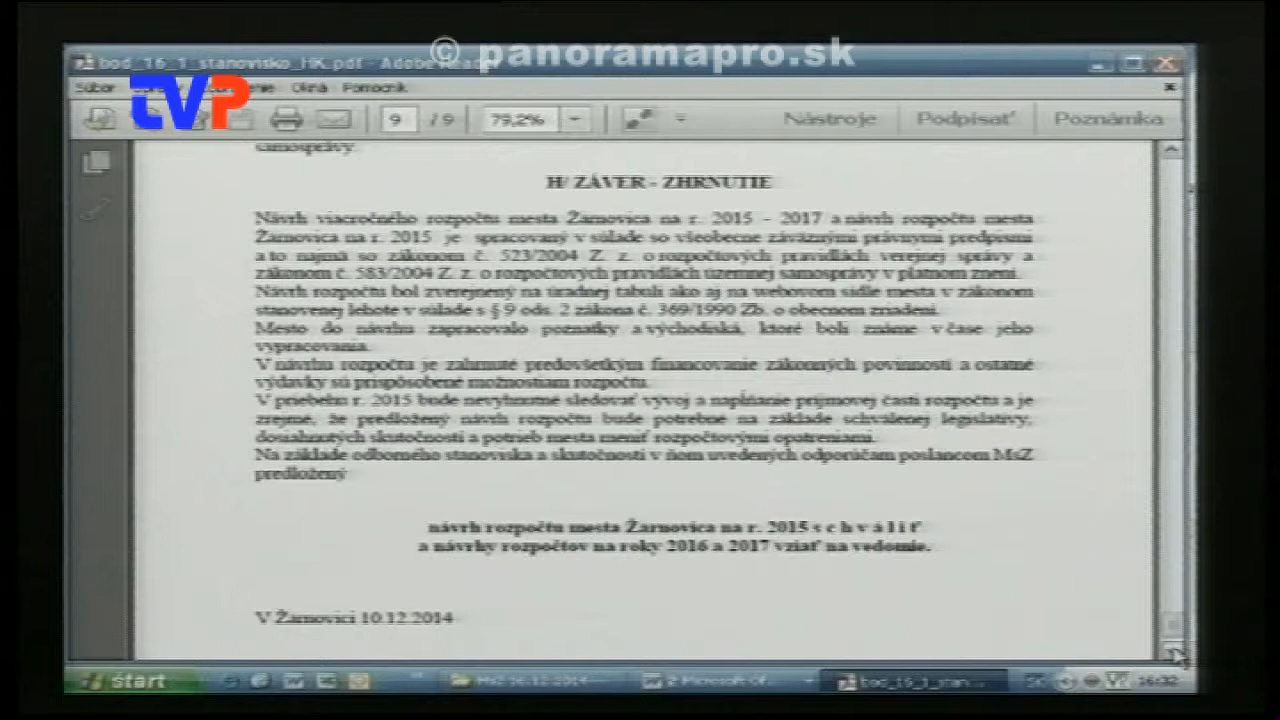 © panoramapro.sk
bod_16_1_stanovisko_HK.pdf - Adobe Reader
tvP
Súbor Okná Pomocník
9 / 9 79,2% Nástroje Podpísať Poznámka
samosprávy.
H/ ZÁVER - ZHRNUTIE
Návrh viacročného rozpočtu mesta Žarnovica na r. 2015 - 2017 a návrh rozpočtu mesta
Žarnovica na r. 2015 je spracovaný v súlade so všeobecne záväznými právnymi predpismi
a to najmä so zákonom č. 523/2004 Z. z. o rozpočtových pravidlách verejnej správy a
zákonom č. 583/2004 Z. z. o rozpočtových pravidlách územnej samosprávy v platnom znení.
Návrh rozpočtu bol zverejnený na úradnej tabuli ako aj na webovom sídle mesta v zákonom
stanovenej lehote v súlade s § 9 ods. 2 zákona č. 369/1990 Zb. o obecnom zriadení.
Mesto do návrhu zapracovalo poznatky a východiská, ktoré boli známe v čase jeho
vypracovania.
V návrhu rozpočtu je zahrnuté predovšetkým financovanie zákonných povinností a ostatné
výdavky sú prispôsobené možnostiam rozpočtu.
V priebehu r. 2015 bude nevyhnutné sledovať vývoj a napĺňanie príjmovej časti rozpočtu a je
zrejmé, že predložený návrh rozpočtu bude potrebné na základe schválenej legislatívy,
dosiahnutých skutočností a potrieb mesta meniť rozpočtovými opatreniami.
Na základe odborného stanoviska a skutočností v ňom uvedených odporúčam poslancom MsZ
predložený
návrh rozpočtu mesta Žarnovica na r. 2015 s c h v á l i ť
a návrhy rozpočtov na roky 2016 a 2017 vziať na vedomie.
V Žarnovici 10.12.2014
štart MsZ 16.12.2014 2 Microsoft Of... bod_16_1_stan... SK 16:32